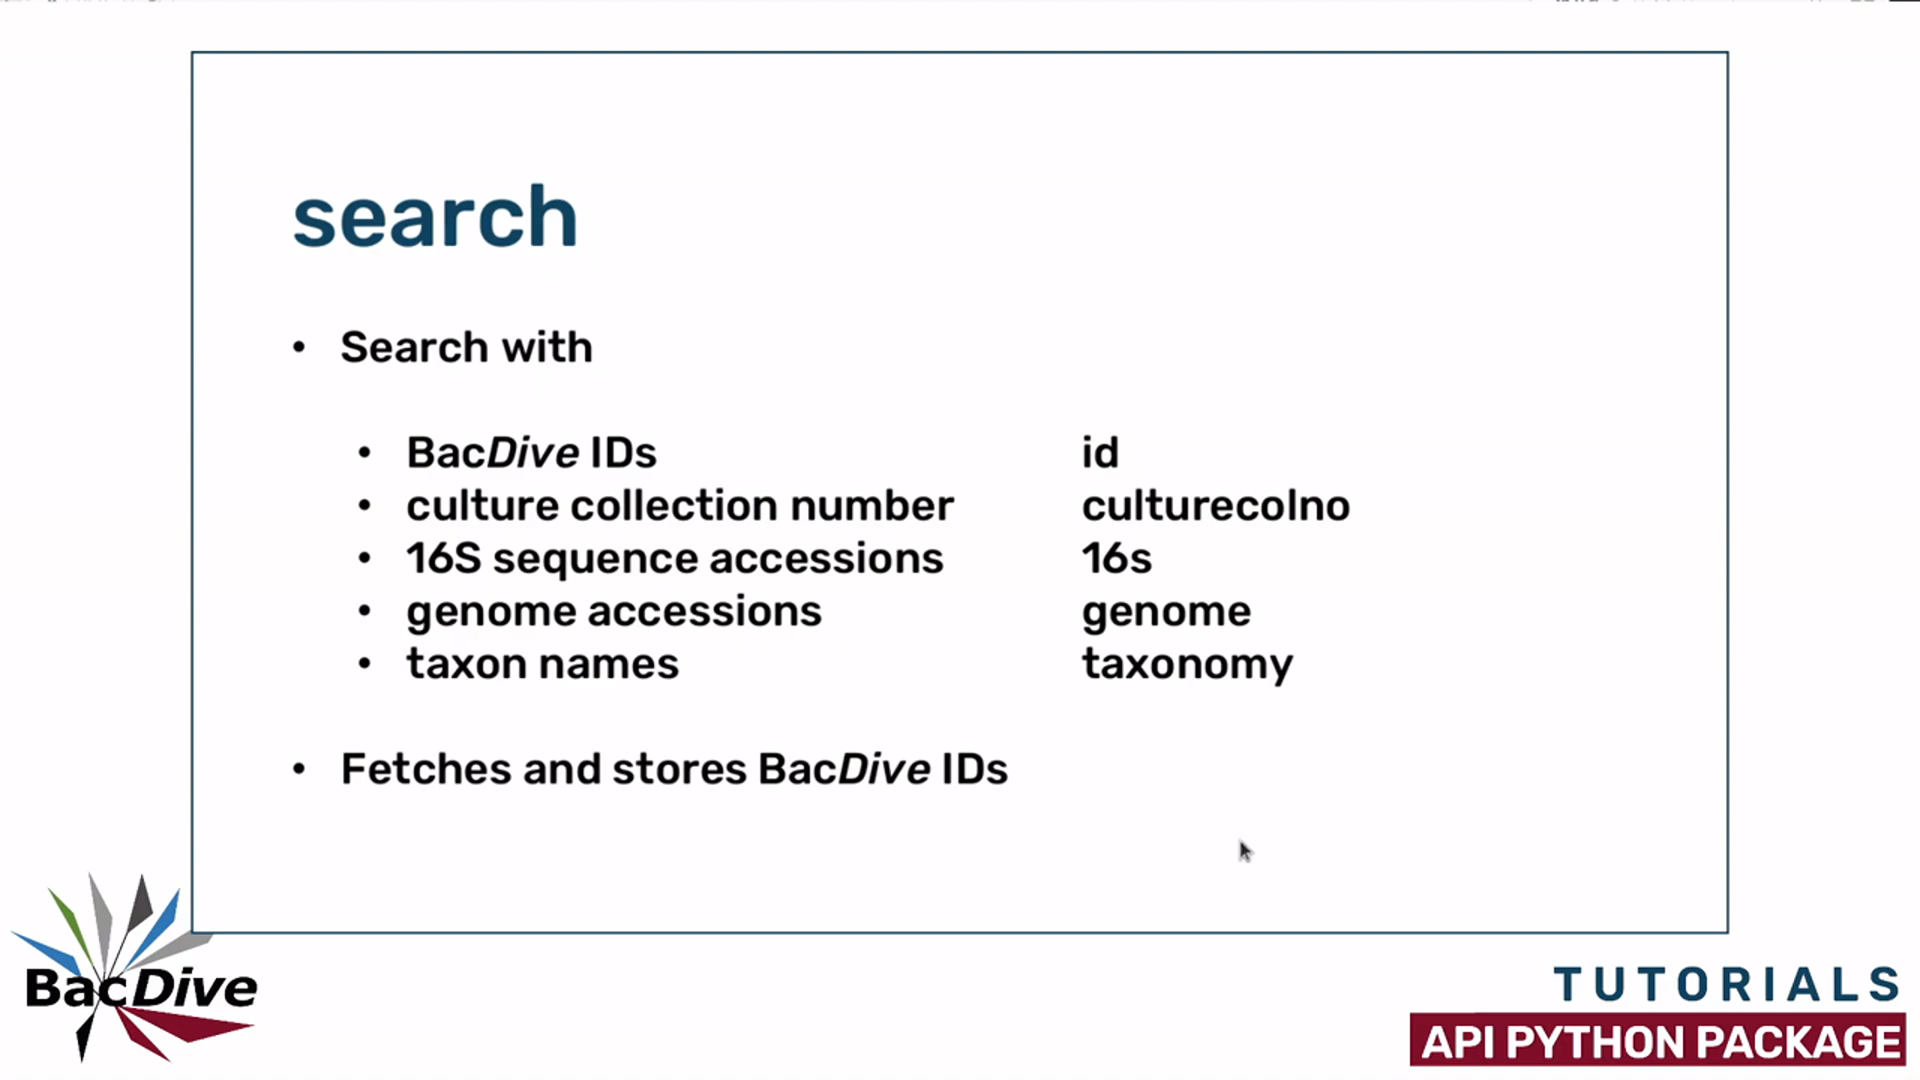 search
• Search with
• BacDive IDs id
• culture collection number culturecolno
• 16S sequence accessions 16s
• genome accessions genome
• taxon names taxonomy
• Fetches and stores BacDive IDs
BacDive
TUTORIALS
API PYTHON PACKAGE